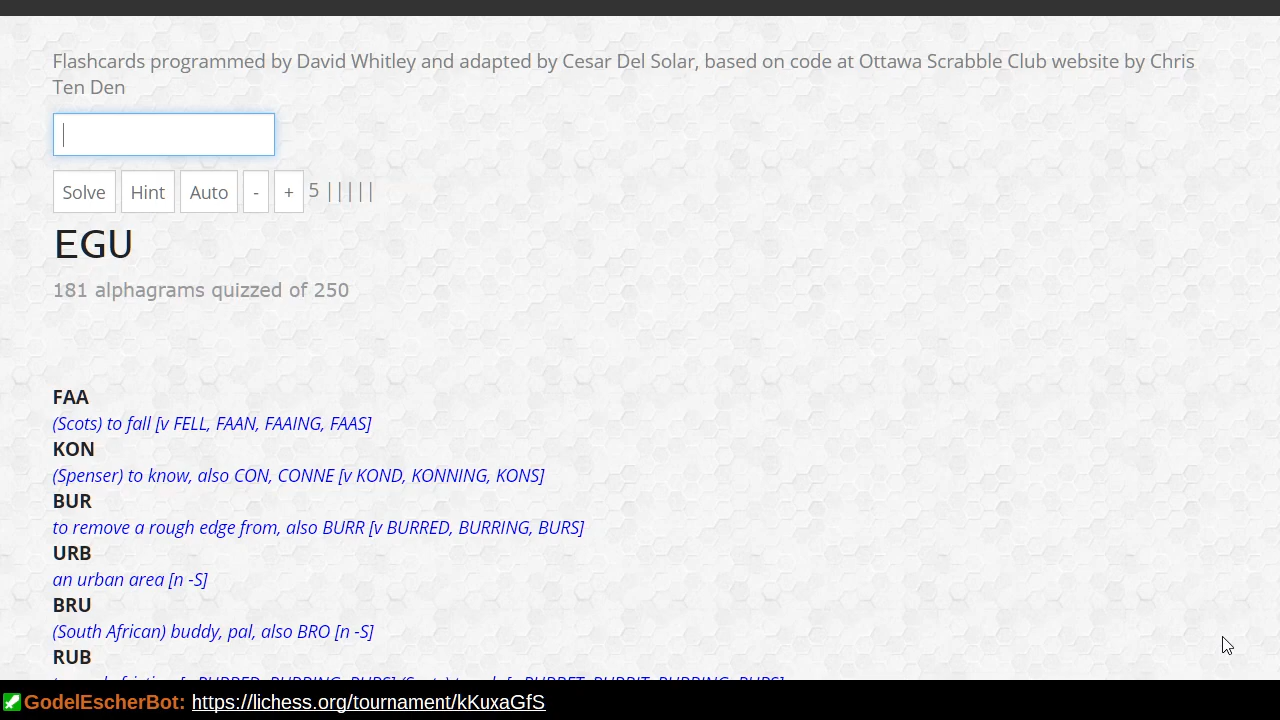 Flashcards programmed by David Whitley and adapted by Cesar Del Solar, based on code at Ottawa Scrabble Club website by Chris
Ten Den
Solve Hint Auto - + 5 |||||
EGU
181 alphagrams quizzed of 250
FAA
(Scots) to fall [v FELL, FAAN, FAAING, FAAS]
KON
(Spenser) to know, also CON, CONNE [v KOND, KONNING, KONS]
BUR
to remove a rough edge from, also BURR [v BURRED, BURRING, BURS]
URB
an urban area [n -S]
BRU
(South African) buddy, pal, also BRO [n -S]
RUB
GodelEscherBot: https://lichess.org/tournament/kKuxaGfS